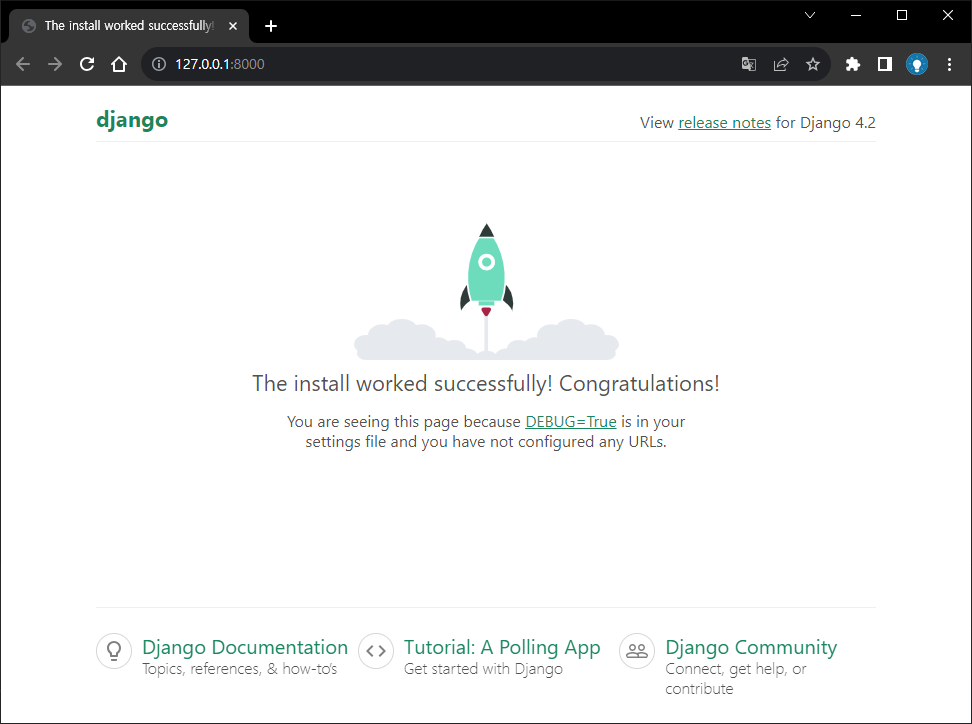 The install worked successfully!
127.0.0.1:8000
django
View release notes for Django 4.2
The install worked successfully! Congratulations!
You are seeing this page because DEBUG=True is in your
settings file and you have not configured any URLs.
Django Documentation
Topics, references, & how-to's
Tutorial: A Polling App
Get started with Django
Django Community
Connect, get help, or
contribute